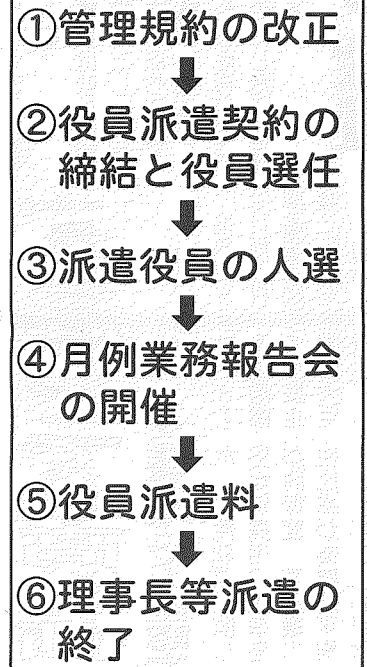 ①管理規約の改正
②役員派遣契約の
締結と役員選任
③派遣役員の人選
④月例業務報告会
の開催
⑤役員派遣料
⑥理事長等派遣の
終了